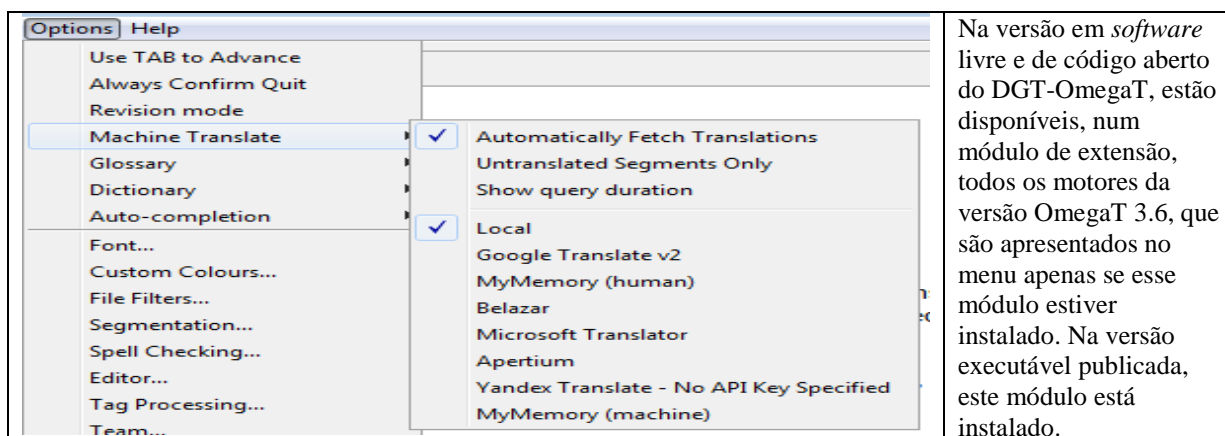 Options Help
Use TAB to Advance
Always Confirm Quit
Revision mode
Machine Translate
Glossary
Dictionary
Auto-completion
Font...
Custom Colours...
File Filters...
Segmentation...
Spell Checking...
Editor...
Tag Processing...
Team...
Automatically Fetch Translations
Untranslated Segments Only
Show query duration
Local
Google Translate v2
MyMemory (human)
Belazar
Microsoft Translator
Apertium
Yandex Translate - No API Key Specified
MyMemory (machine)
Na versão em software
livre e de código aberto
do DGT-OmegaT, estão
disponíveis, num
módulo de extensão,
todos os motores da
versão OmegaT 3.6, que
são apresentados no
menu apenas se esse
módulo estiver
instalado. Na versão
executável publicada,
este módulo está
instalado.